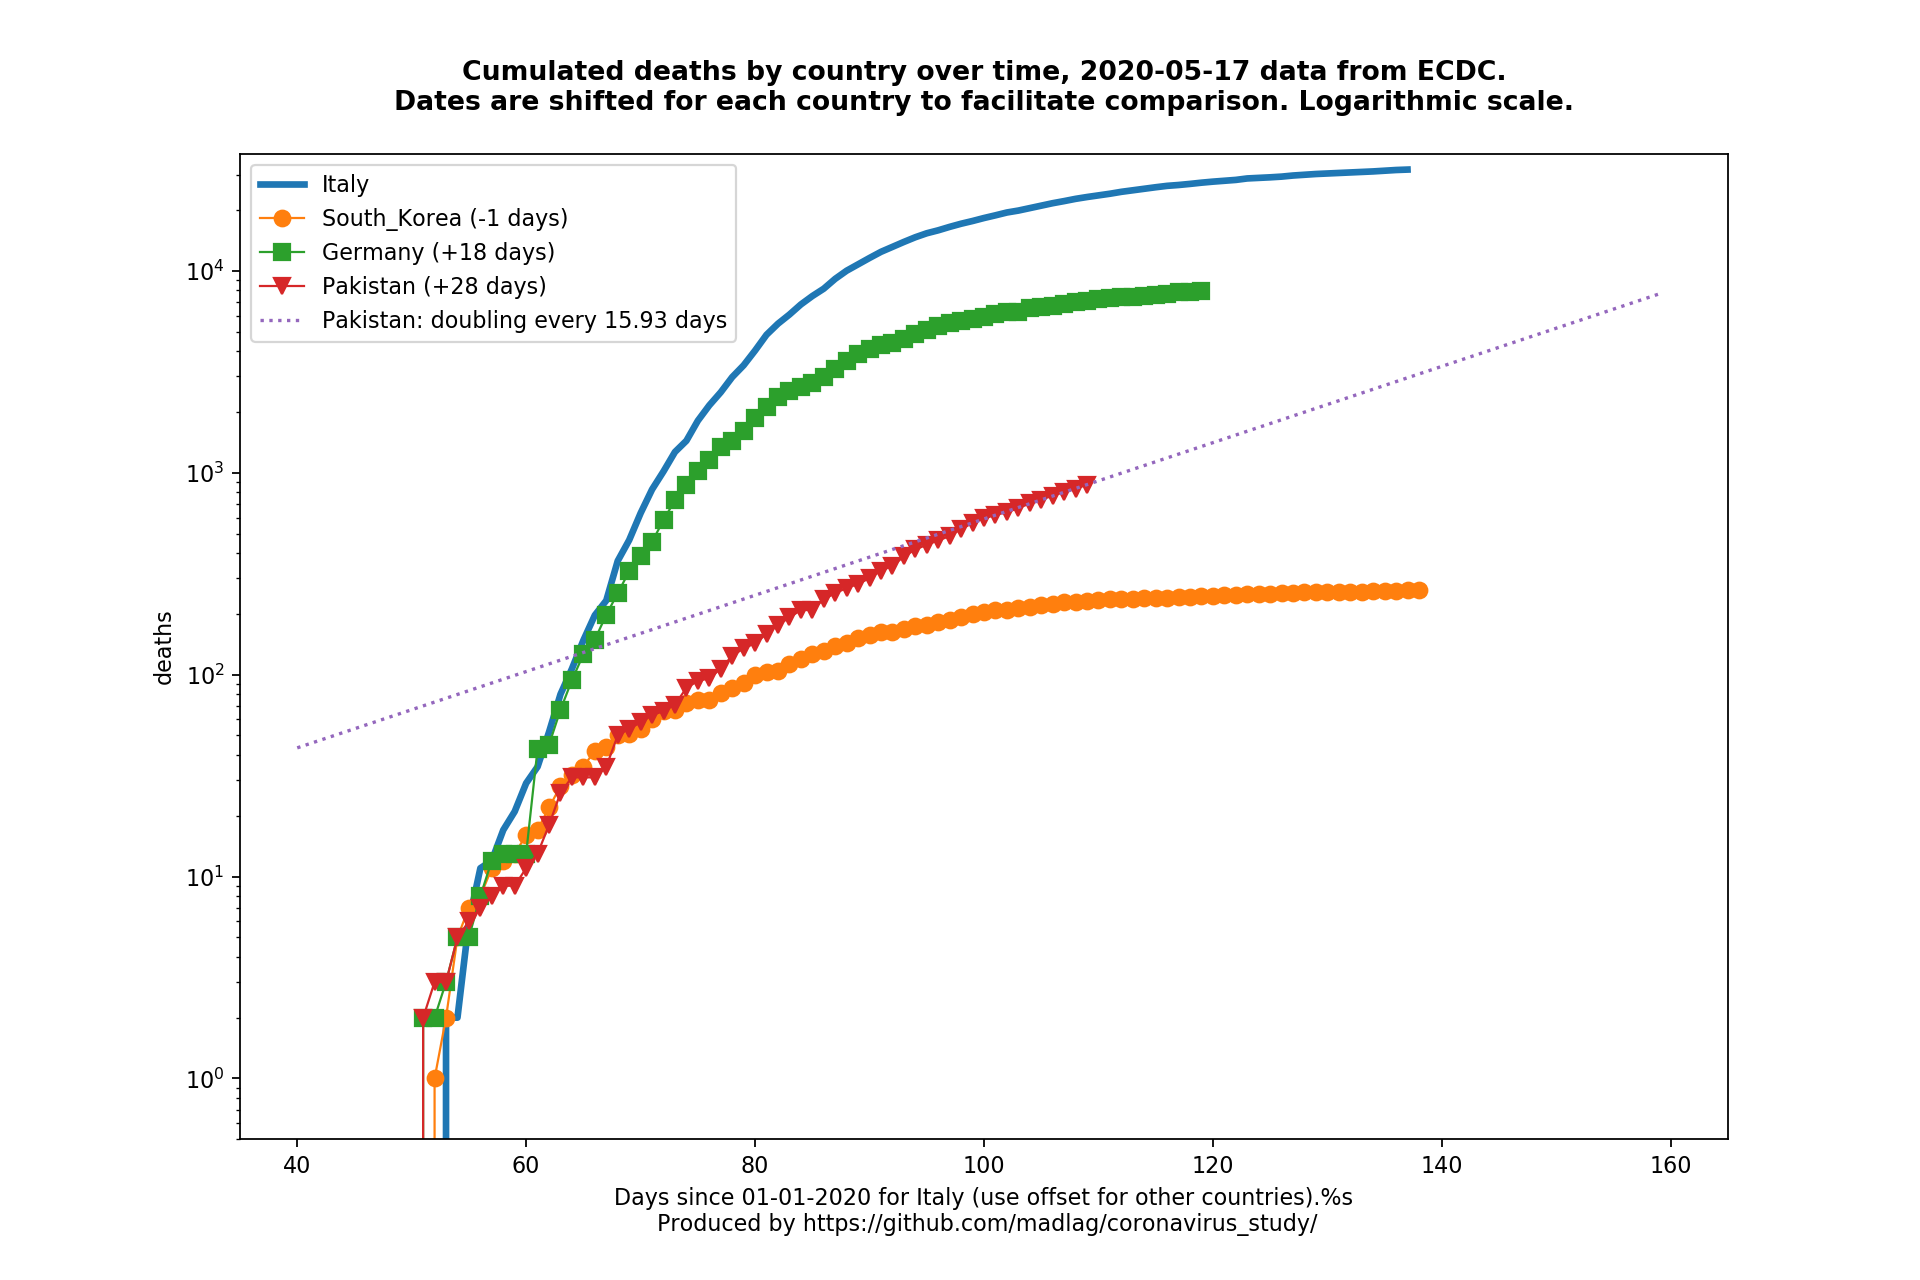 Cumulated deaths by country over time, 2020-05-17 data from ECDC.
Dates are shifted for each country to facilitate comparison. Logarithmic scale.
Italy
South_Korea (-1 days)
Germany (+18 days)
Pakistan (+28 days)
Pakistan: doubling every 15.93 days
deaths
10⁴
10³
10²
10¹
10⁰
40 60 80 100 120 140 160
Days since 01-01-2020 for Italy (use offset for other countries).%s
Produced by https://github.com/madlag/coronavirus_study/